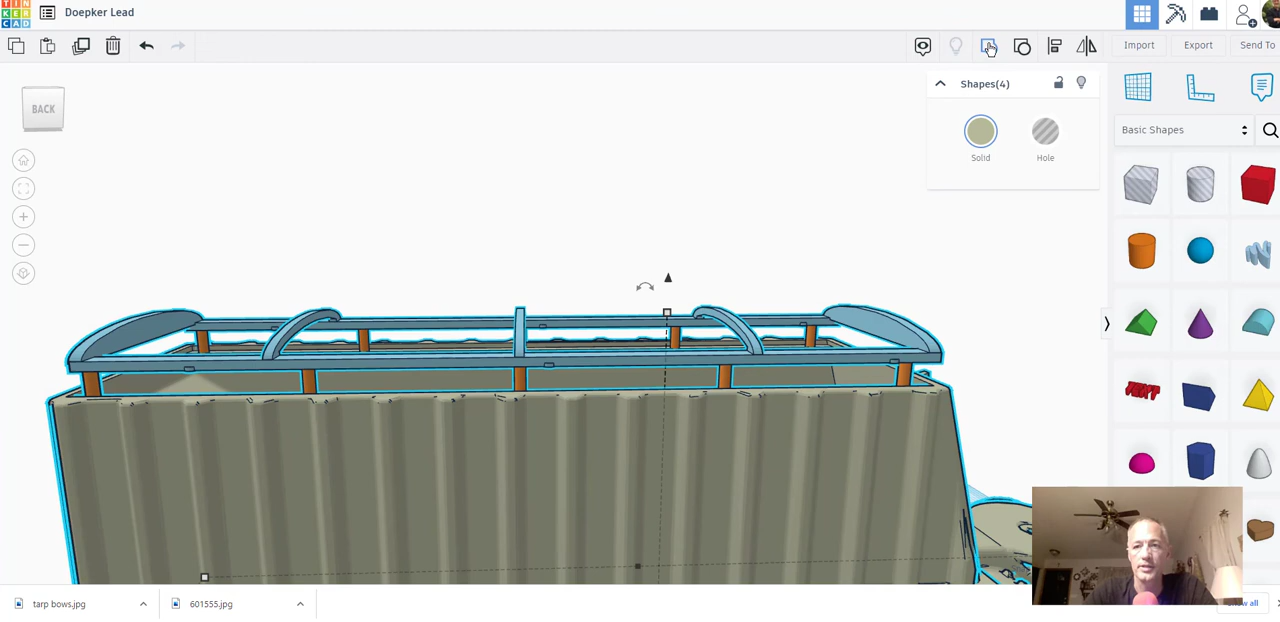 TIN
KER
CAD
Doepker Lead
Import
Export
Send To
BACK
Shapes(4)
Solid
Hole
Basic Shapes
TEXT
tarp bows.jpg
601555.jpg